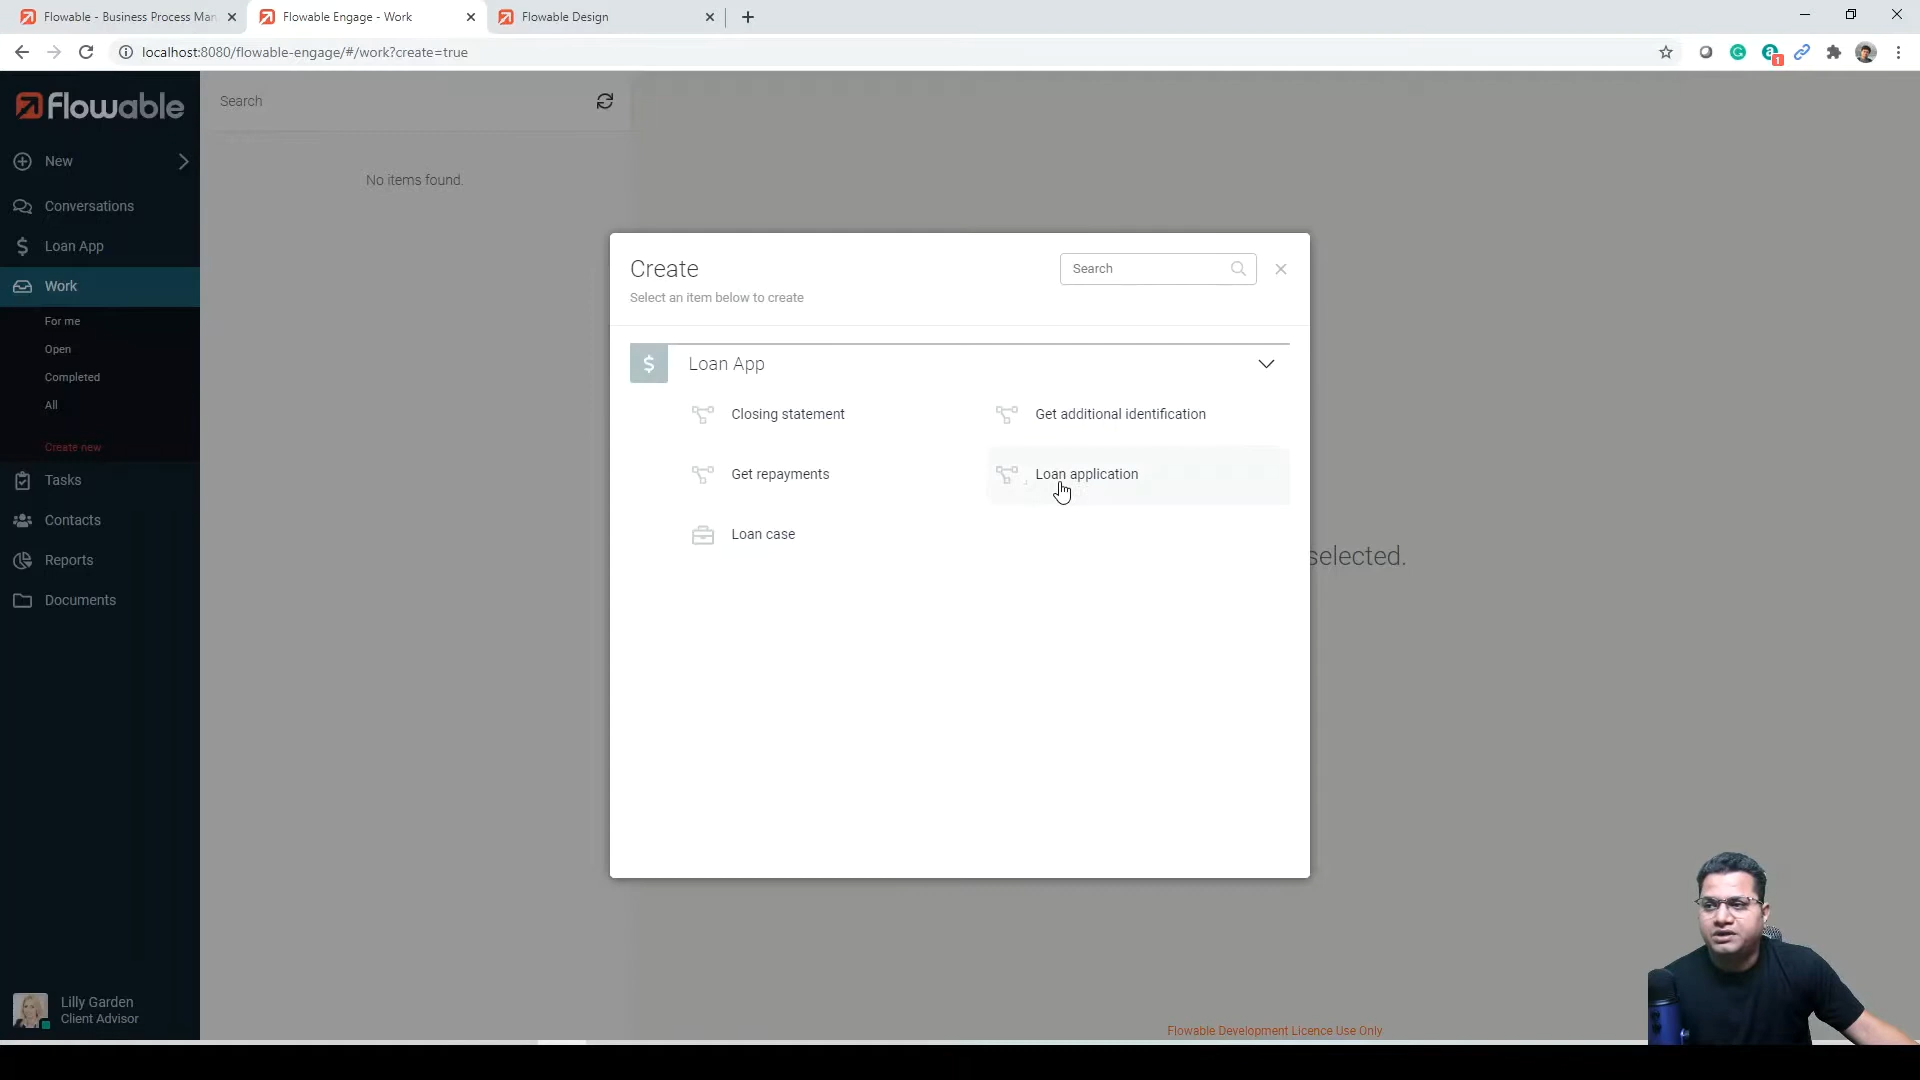 Flowable - Business Process Man
Flowable Engage - Work
Flowable Design
localhost:8080/flowable-engage/#/work?create=true
1
Flowable
Search
New
No items found.
Conversations
Loan App
Work
For me
Open
Completed
All
Create new
Tasks
Contacts
Reports
Documents
Create
Search
Select an item below to create
$
Loan App
Closing statement
Get additional identification
Get repayments
Loan application
Loan case
selected.
Lilly Garden
Client Advisor
Flowable Development Licence Use Only